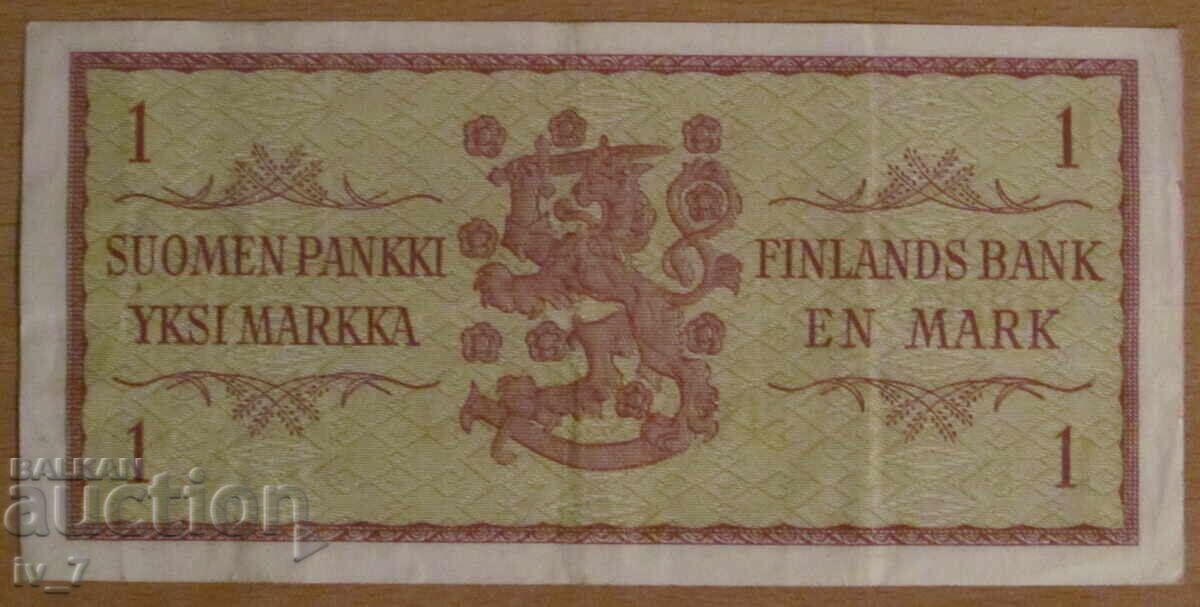 1 1
SUOMEN PANKKI
YKSI MARKKA
FINLANDS BANK
EN MARK
1 1
BALKAN
auction
iv_7